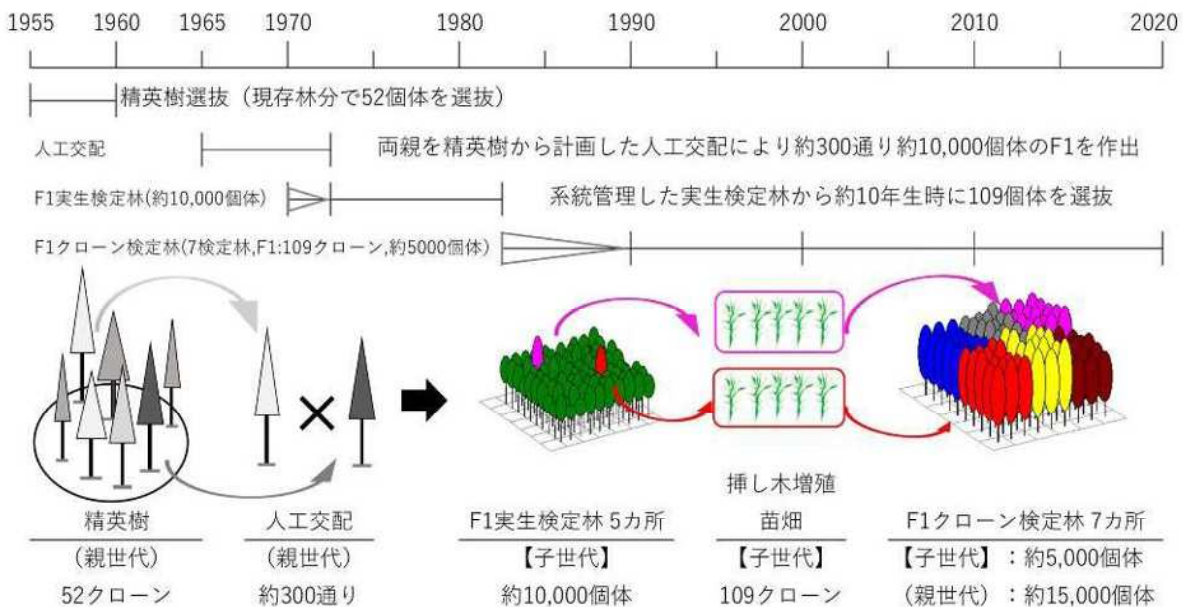 1955 1960 1965 1970 1980 1990 2000 2010 2020
精英樹選抜（現存林分で52個体を選抜）
人工交配 両親を精英樹から計画した人工交配により約300通り約10,000個体のF1を作出
F1実生検定林(約10,000個体) 系統管理した実生検定林から約10年生時に109個体を選抜
F1クローン検定林(7検定林,F1:109クローン,約5000個体)
挿し木増殖
精英樹 人工交配 F1実生検定林 5カ所 苗畑 F1クローン検定林 7カ所
(親世代) (親世代) 【子世代】 【子世代】 【子世代】：約5,000個体
52クローン 約300通り 約10,000個体 109クローン (親世代)：約15,000個体